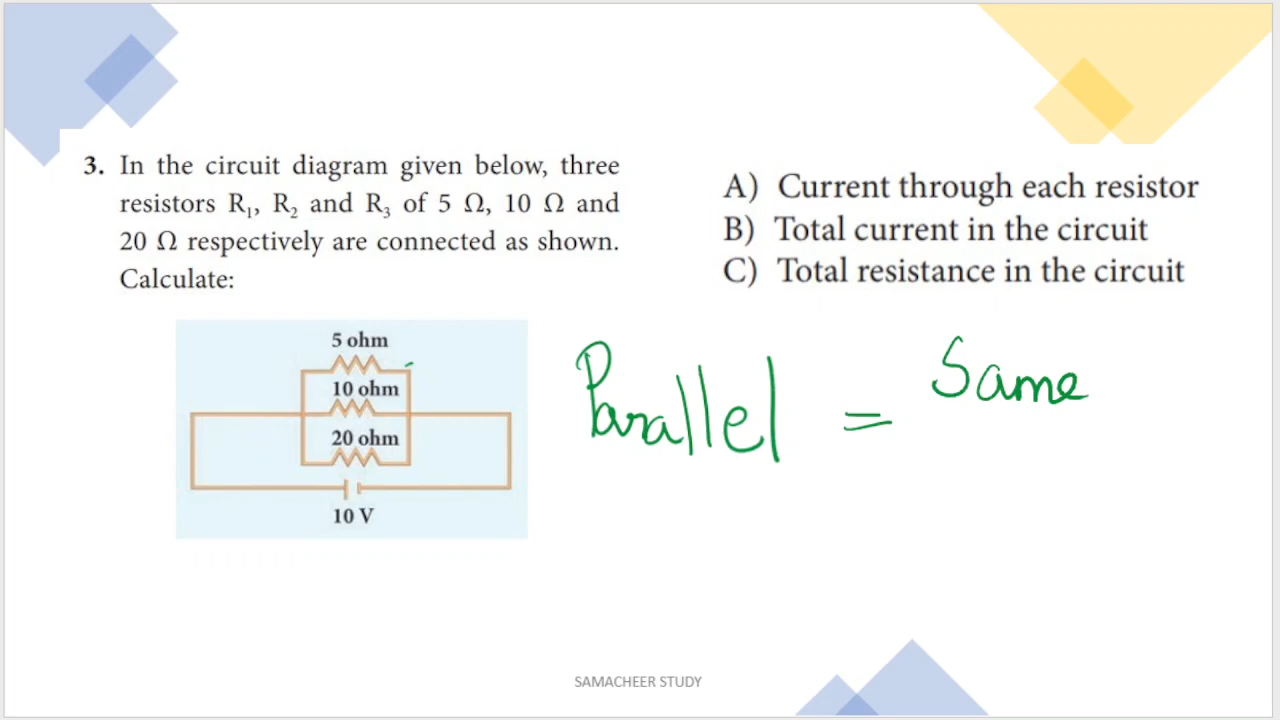 3. In the circuit diagram given below, three
resistors R₁, R₂ and R₃ of 5 Ω, 10 Ω and
20 Ω respectively are connected as shown.
Calculate:
5 ohm
10 ohm
20 ohm
10 V
A) Current through each resistor
B) Total current in the circuit
C) Total resistance in the circuit
Parallel = Same
SAMACHEER STUDY